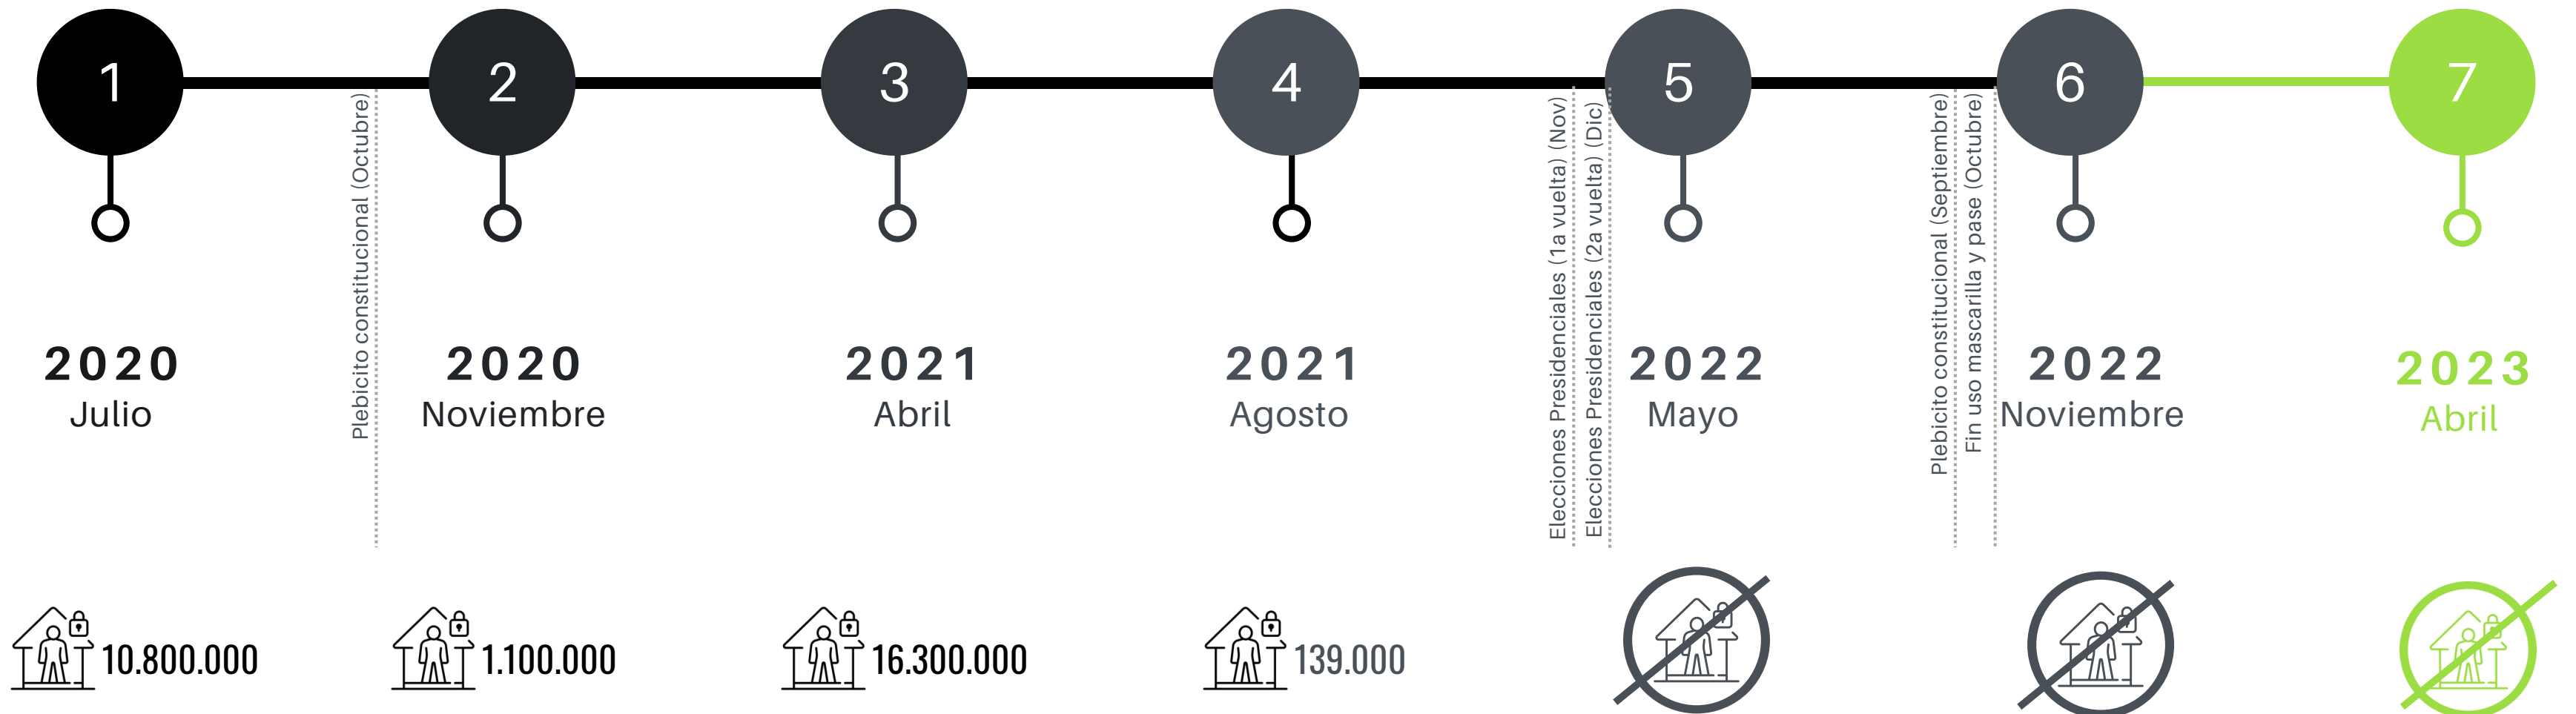 1
2
3
4
5
6
7
Plebicito constitucional (Octubre)
Elecciones Presidenciales (1a vuelta) (Nov)
Elecciones Presidenciales (2a vuelta) (Dic)
Plebicito constitucional (Septiembre)
Fin uso mascarilla y pase (Octubre)
2020
Julio
2020
Noviembre
2021
Abril
2021
Agosto
2022
Mayo
2022
Noviembre
2023
Abril
10.800.000
1.100.000
16.300.000
139.000